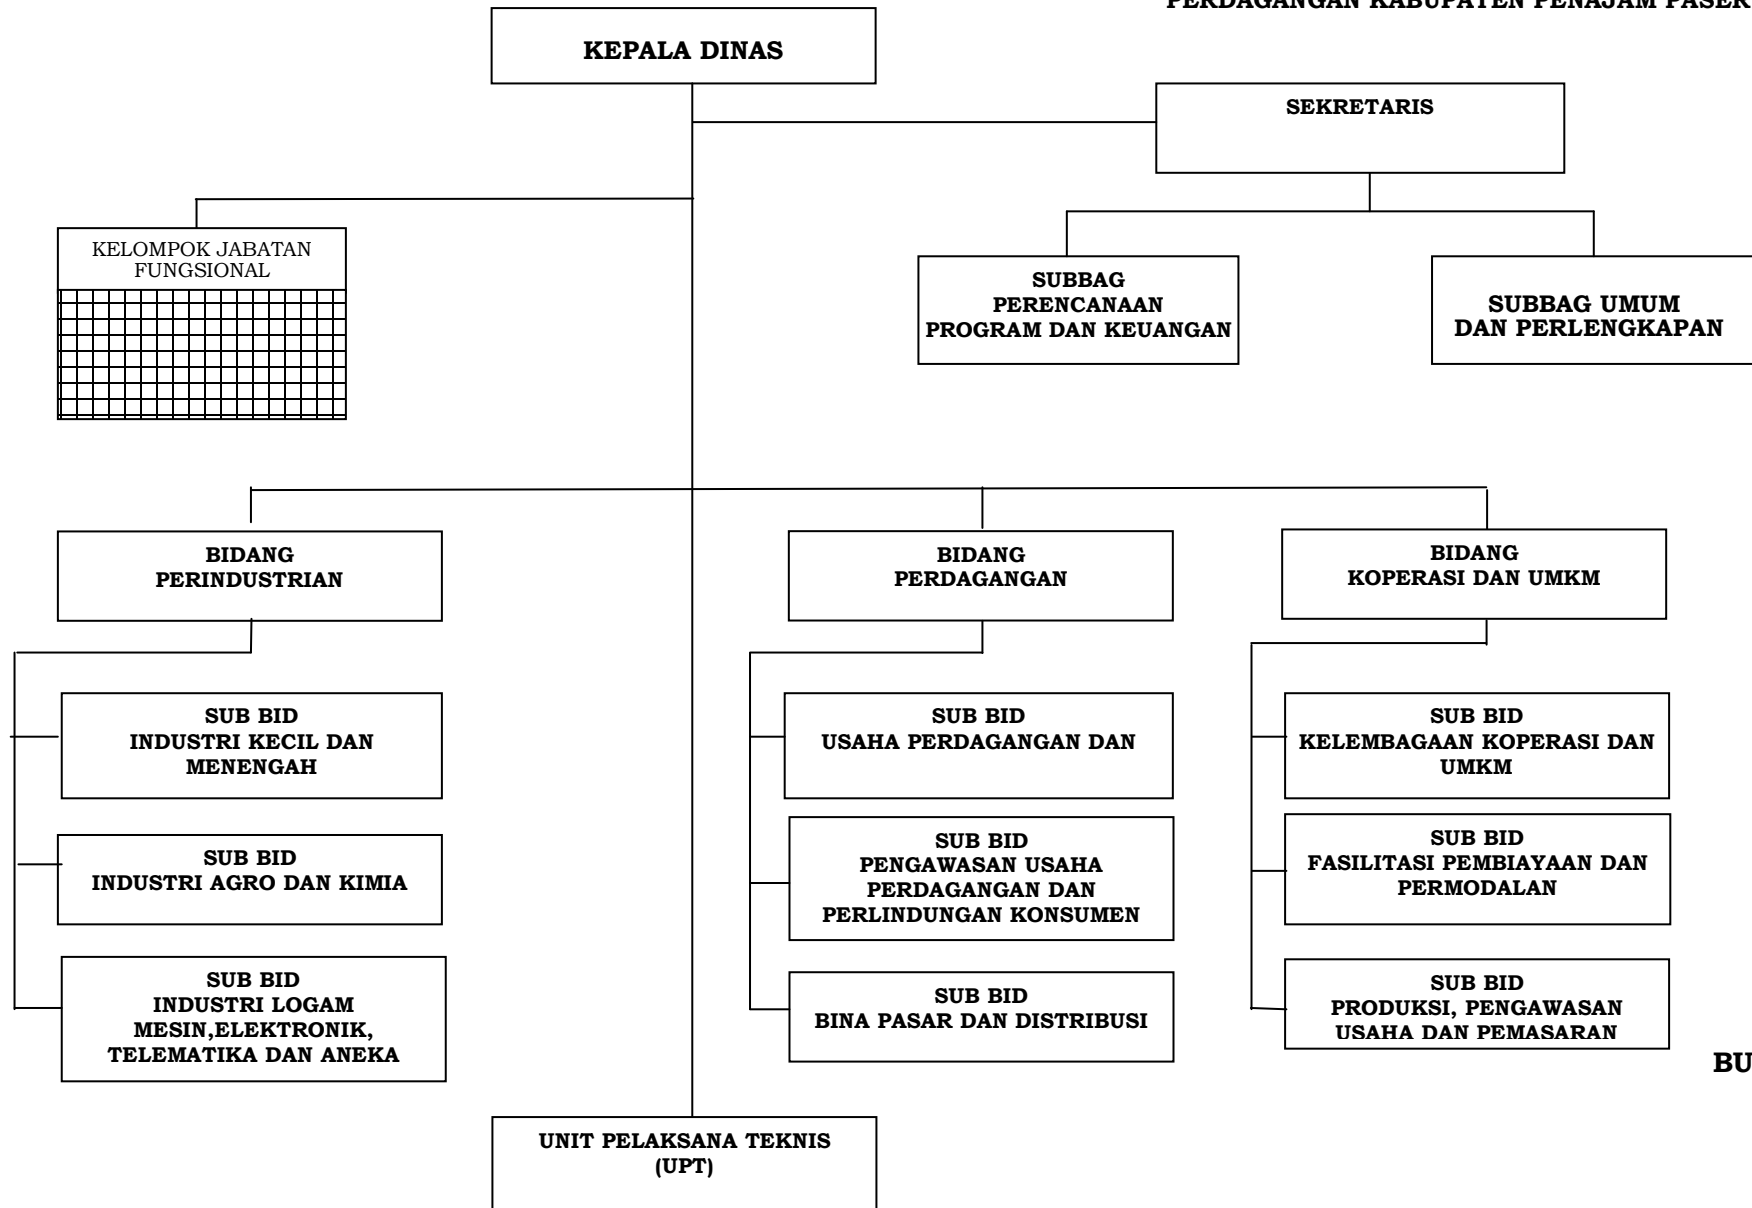 PERDAGANGAN KABUPATEN PENAJAM PASER
KEPALA DINAS
SEKRETARIS
KELOMPOK JABATAN
FUNGSIONAL
SUBBAG
PERENCANAAN
PROGRAM DAN KEUANGAN
SUBBAG UMUM
DAN PERLENGKAPAN
BIDANG
PERINDUSTRIAN
BIDANG
PERDAGANGAN
BIDANG
KOPERASI DAN UMKM
SUB BID
INDUSTRI KECIL DAN
MENENGAH
SUB BID
INDUSTRI AGRO DAN KIMIA
SUB BID
INDUSTRI LOGAM
MESIN,ELEKTRONIK,
TELEMATIKA DAN ANEKA
SUB BID
USAHA PERDAGANGAN DAN
SUB BID
PENGAWASAN USAHA
PERDAGANGAN DAN
PERLINDUNGAN KONSUMEN
SUB BID
BINA PASAR DAN DISTRIBUSI
SUB BID
KELEMBAGAAN KOPERASI DAN
UMKM
SUB BID
FASILITASI PEMBIAYAAN DAN
PERMODALAN
SUB BID
PRODUKSI, PENGAWASAN
USAHA DAN PEMASARAN
BU
UNIT PELAKSANA TEKNIS
(UPT)